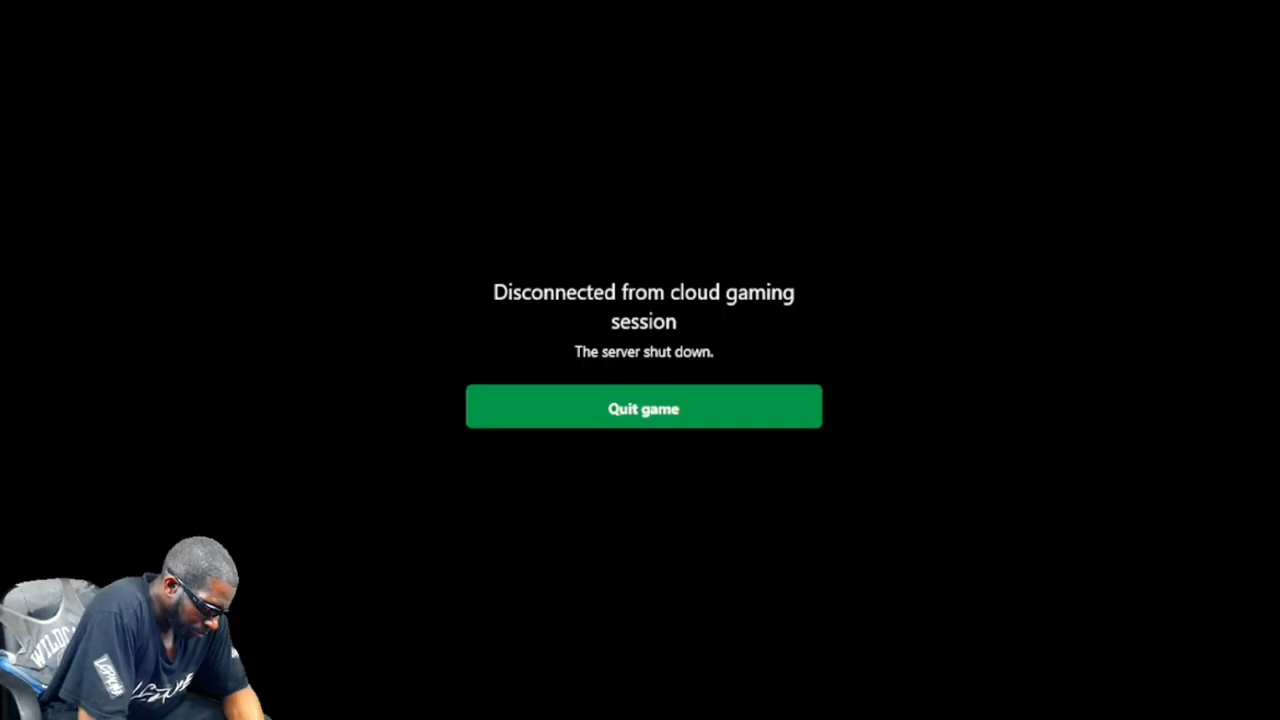 Disconnected from cloud gaming
session
The server shut down.
Quit game